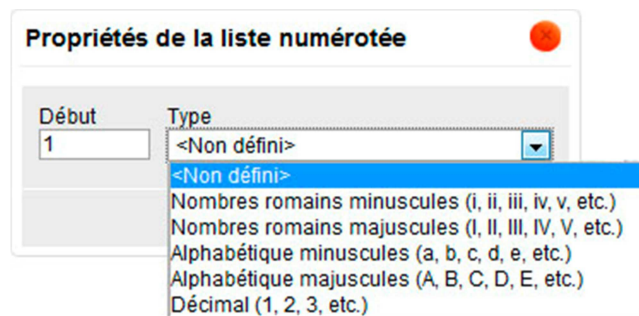 Propriétés de la liste numérotée
Début Type
1 <Non défini>
<Non défini>
Nombres romains minuscules (i, ii, iii, iv, v, etc.)
Nombres romains majuscules (I, II, III, IV, V, etc.)
Alphabétique minuscules (a, b, c, d, e, etc.)
Alphabétique majuscules (A, B, C, D, E, etc.)
Décimal (1, 2, 3, etc.)